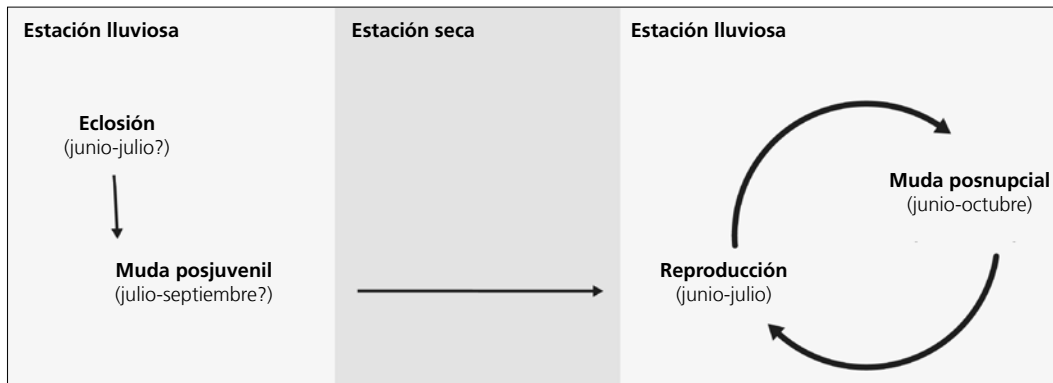 Estación lluviosa
Estación seca
Estación lluviosa
Eclosión
(junio-julio?)
Muda posjuvenil
(julio-septiembre?)
Reproducción
(junio-julio)
Muda posnupcial
(junio-octubre)